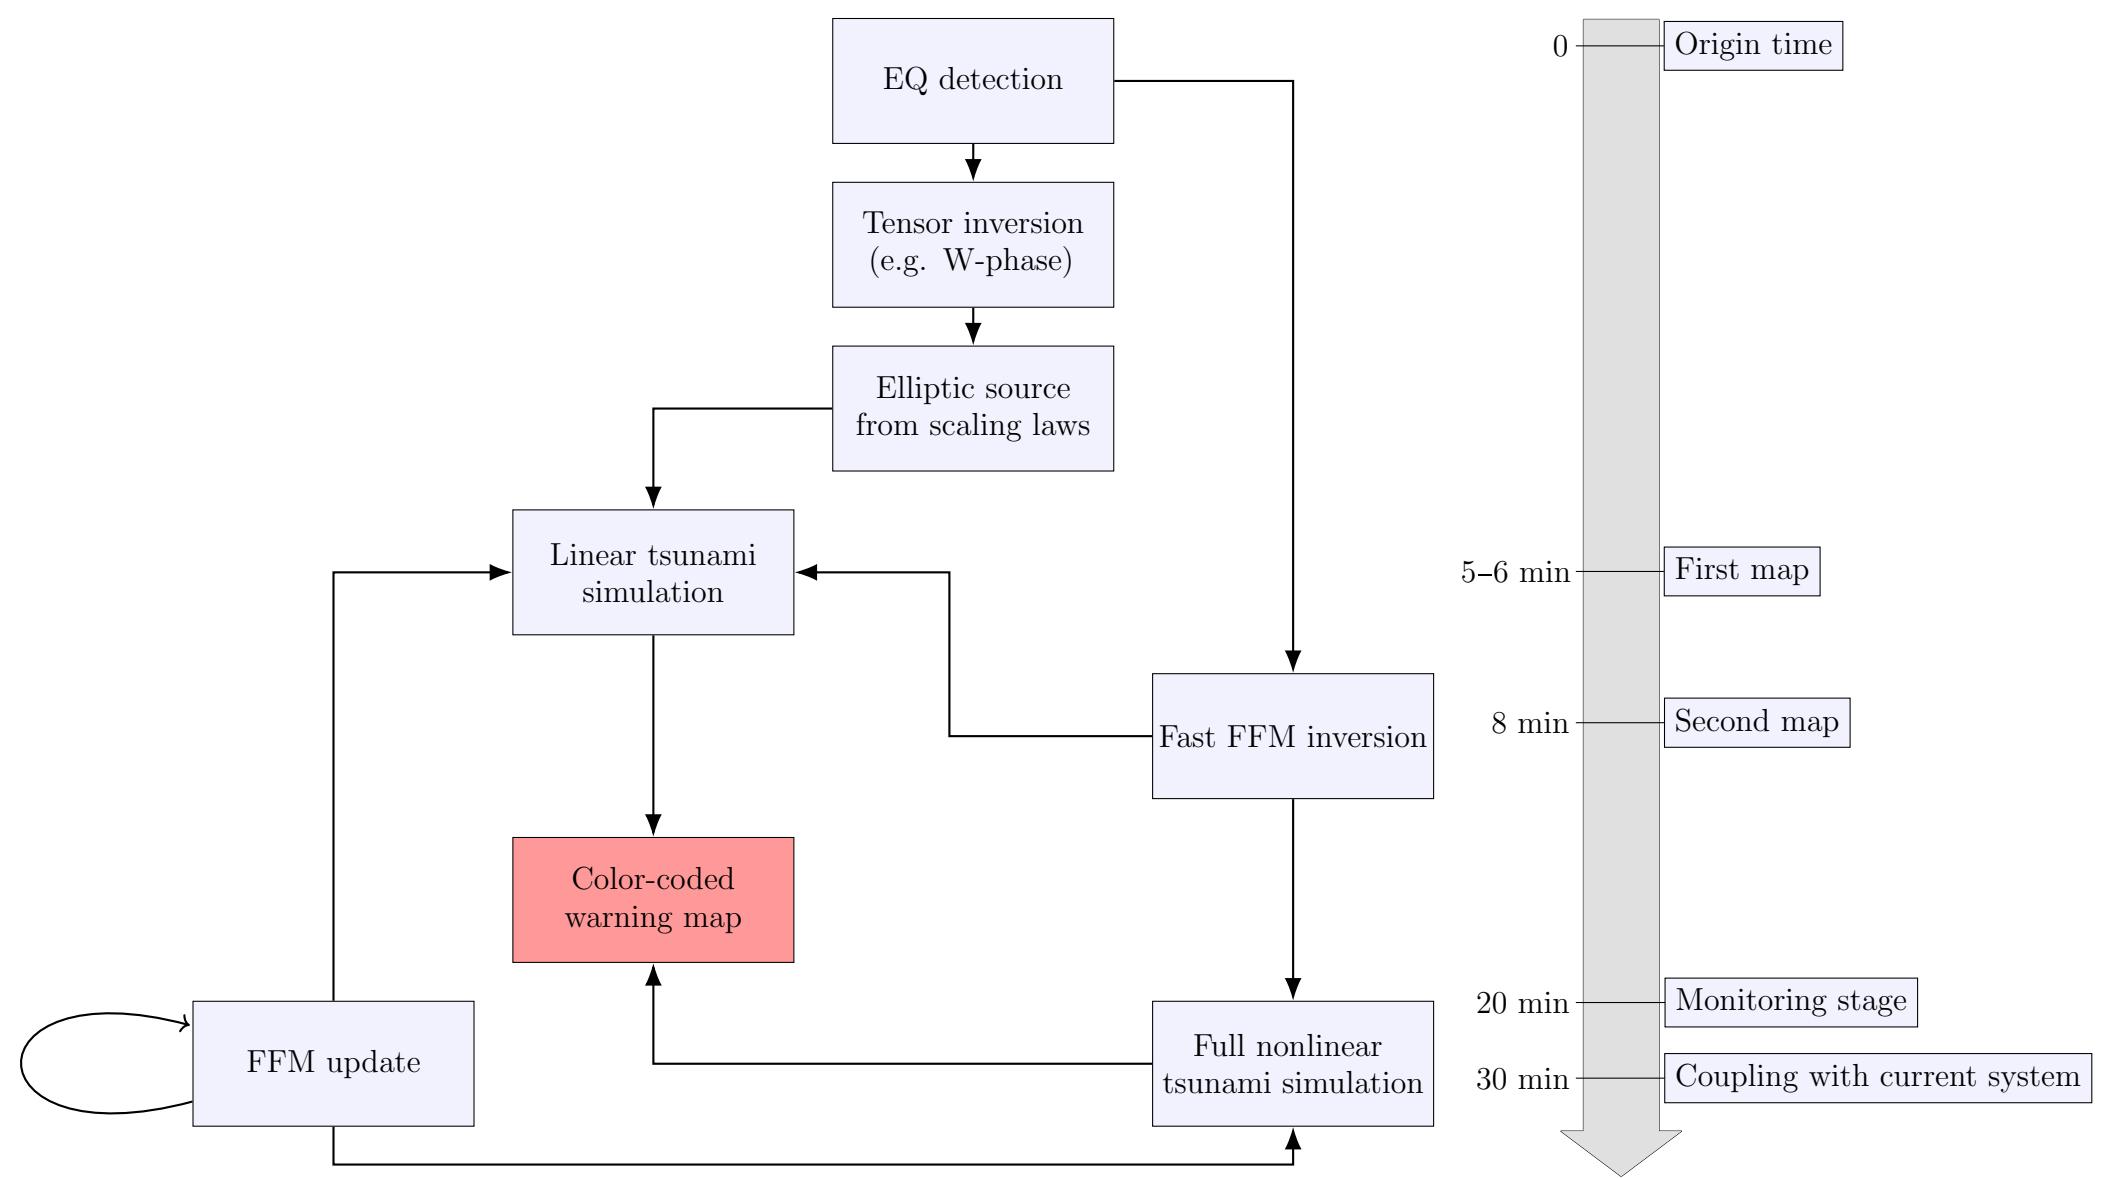 EQ detection
Tensor inversion
(e.g. W-phase)
Elliptic source
from scaling laws
Linear tsunami
simulation
Fast FFM inversion
Color-coded
warning map
FFM update
Full nonlinear
tsunami simulation
0
Origin time
5–6 min
First map
8 min
Second map
20 min
Monitoring stage
30 min
Coupling with current system